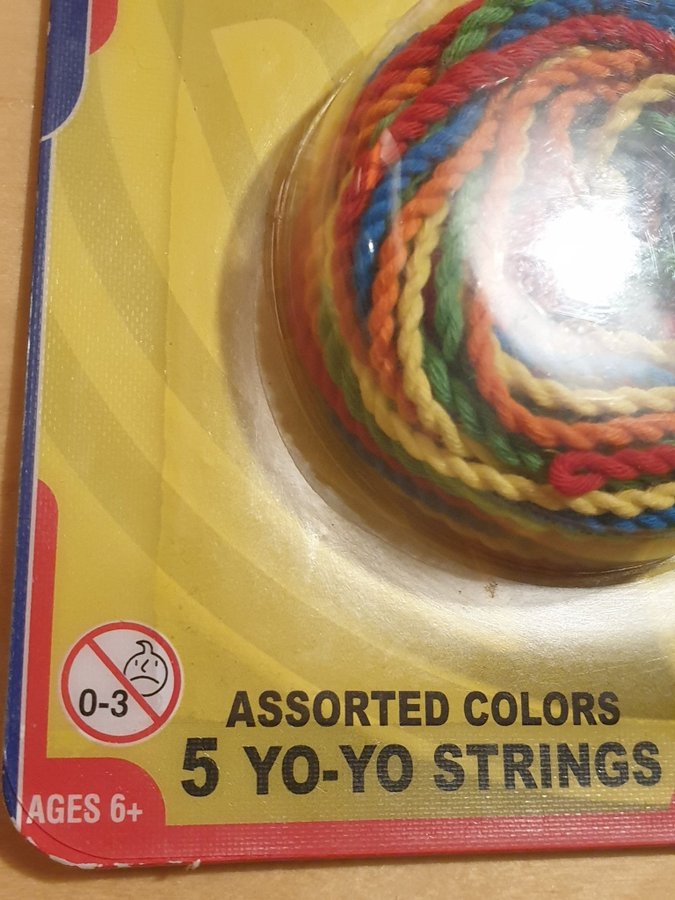 0-3
ASSORTED COLORS
5 YO-YO STRINGS
AGES 6+